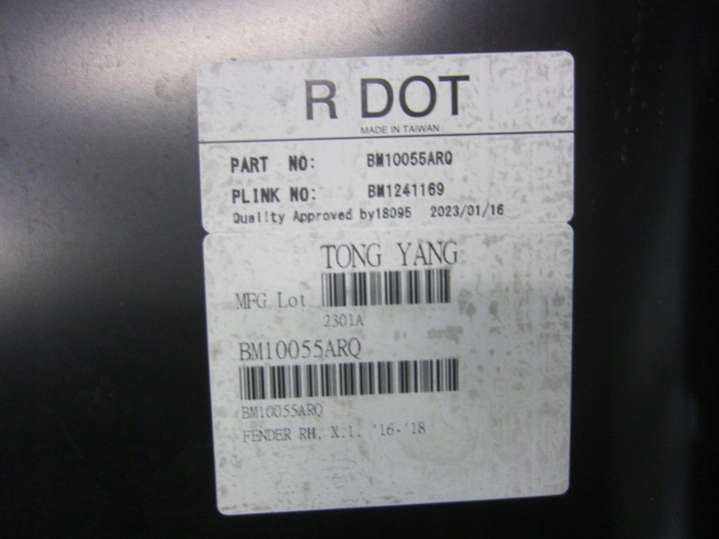 R DOT
MADE IN TAIWAN
PART NO: BM10055ARQ
PLINK NO: BM1241169
Quality Approved by18095 2023/01/16
TONG YANG
MFG Lot
2301A
BM10055ARQ
BM10055ARQ
FENDER RH, X.1, '16-'18